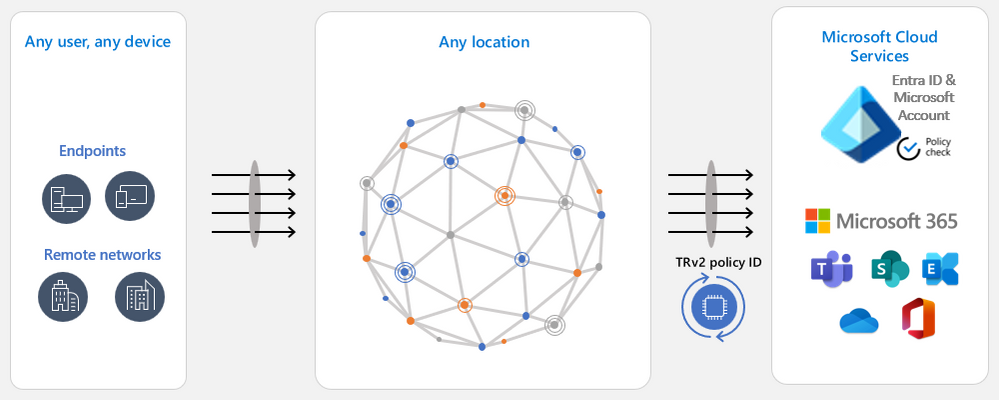 Any user, any device
Endpoints
Remote networks
Any location
TRv2 policy ID
Microsoft Cloud
Services
Entra ID &
Microsoft
Account
Policy
check
Microsoft 365
T
S
E